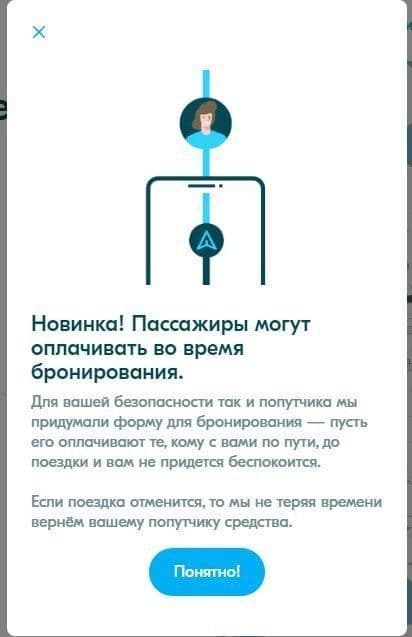 Новинка! Пассажиры могут
оплачивать во время
бронирования.
Для вашей безопасности так и попутчика мы
придумали форму для бронирования — пусть
его оплачивают те, кому с вами по пути, до
поездки и вам не придется беспокоится.
Если поездка отменится, то мы не теряя времени
вернём вашему попутчику средства.
Понятно!